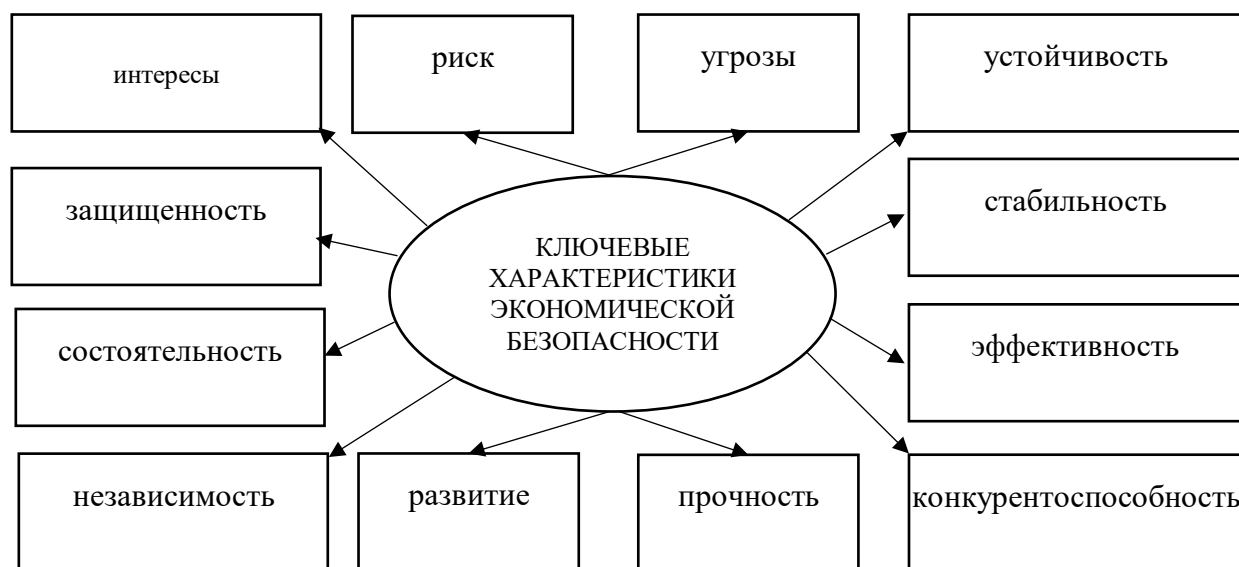 интересы
риск
угрозы
устойчивость
защищенность
стабильность
КЛЮЧЕВЫЕ
ХАРАКТЕРИСТИКИ
ЭКОНОМИЧЕСКОЙ
БЕЗОПАСНОСТИ
состоятельность
эффективность
независимость
развитие
прочность
конкурентоспособность